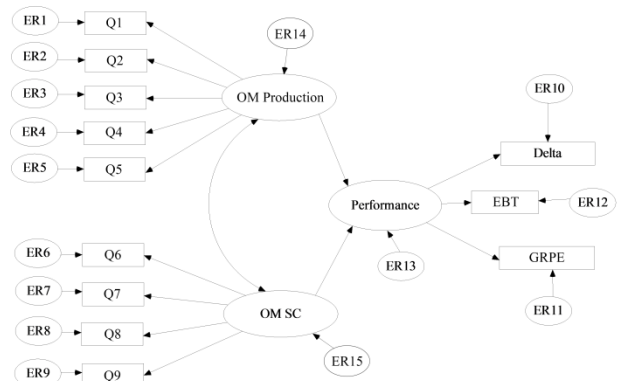 ER1 Q1
ER2 Q2
ER3 Q3
ER4 Q4
ER5 Q5
ER14
OM Production
ER10
Delta
Performance
EBT ER12
ER13
GRPE
ER11
ER6 Q6
ER7 Q7
ER8 Q8
ER9 Q9
OM SC
ER15